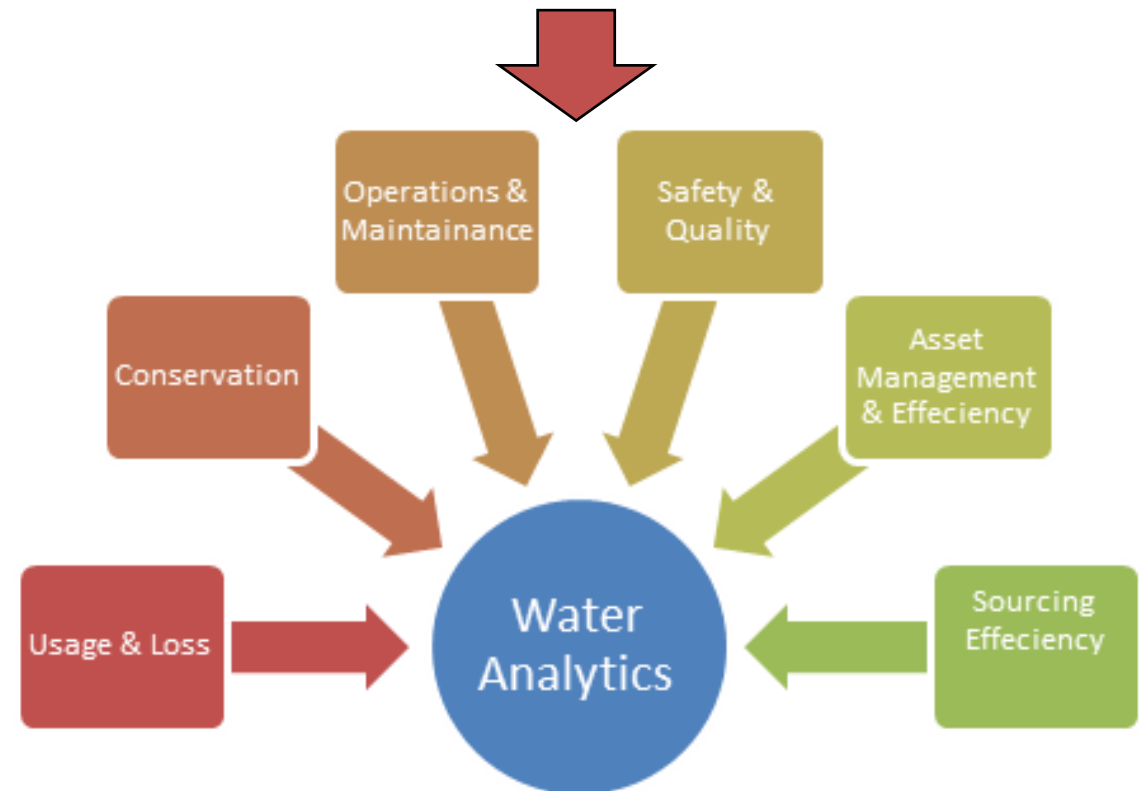 Operations &
Maintainance
Safety &
Quality
Conservation
Asset
Management
& Effeciency
Usage & Loss
Water
Analytics
Sourcing
Effeciency